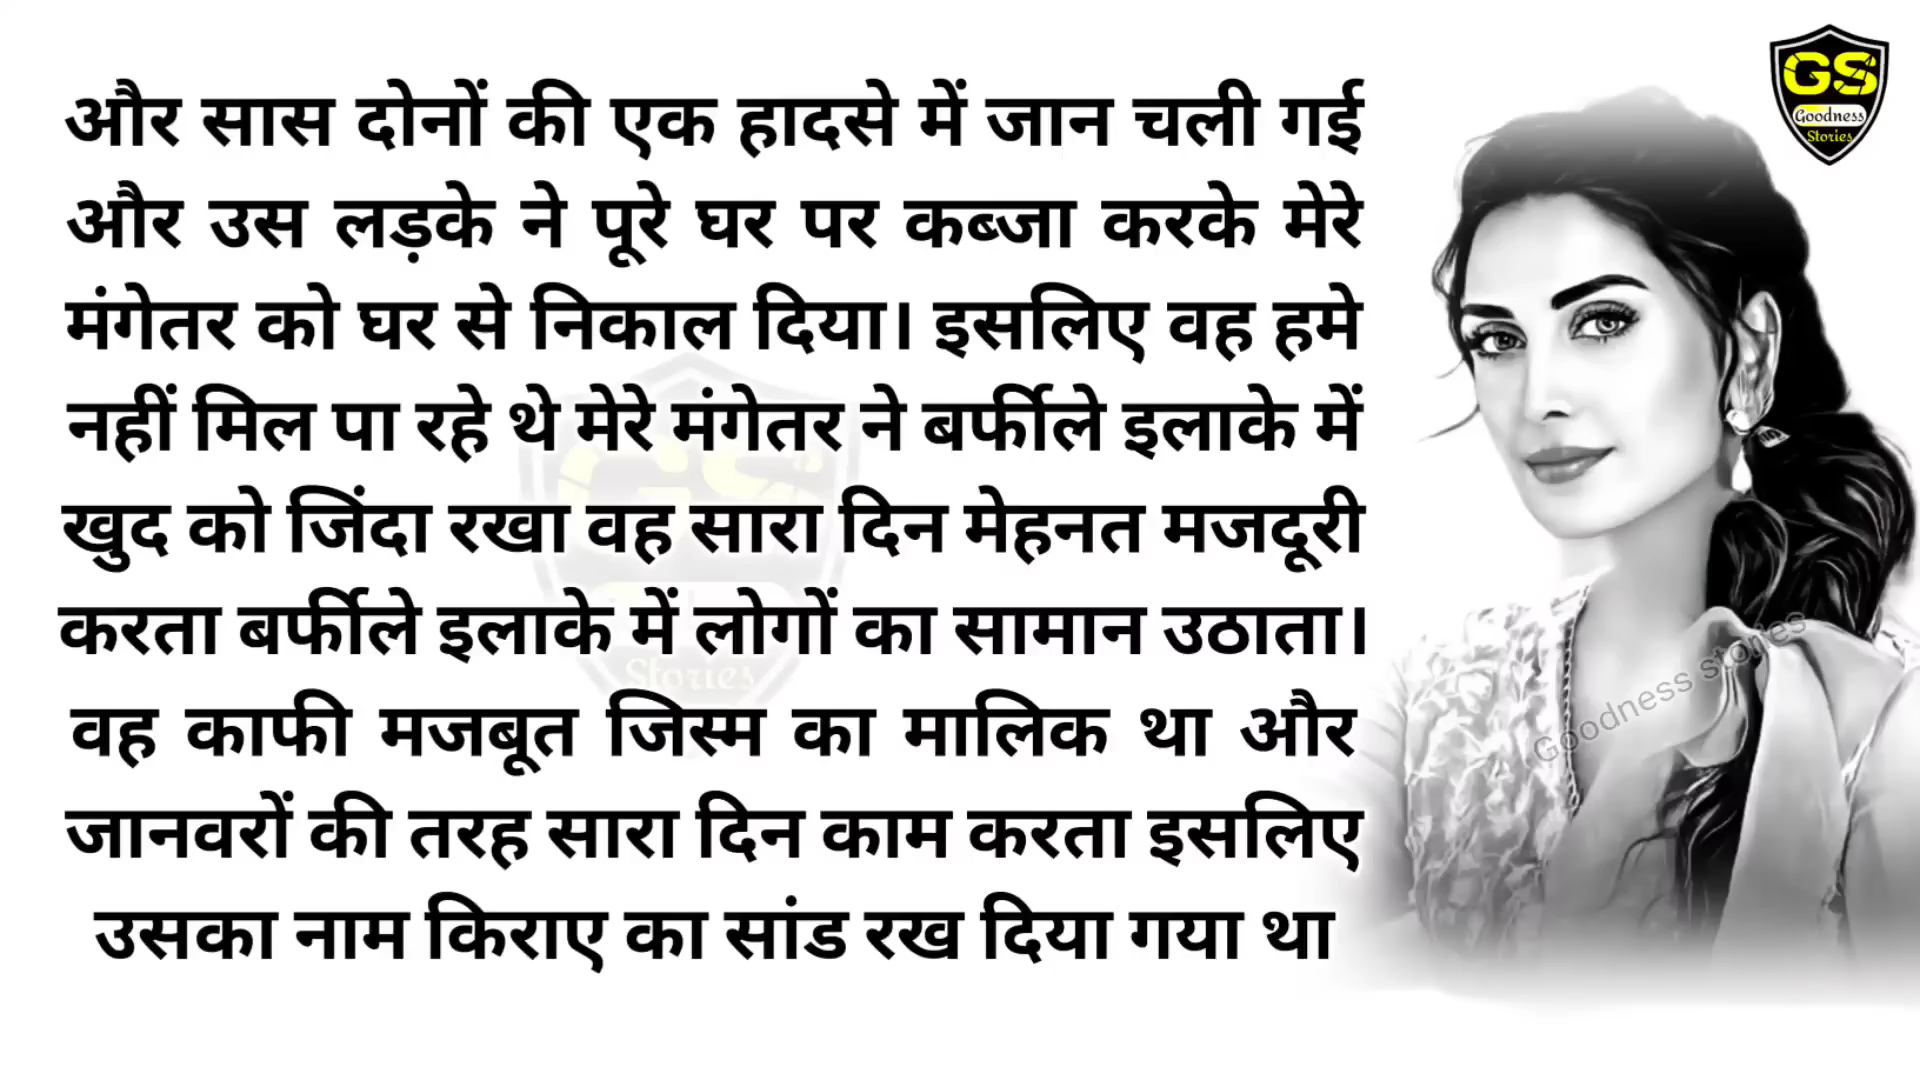 और सास दोनों की एक हादसे में जान चली गई
और उस लड़के ने पूरे घर पर कब्जा करके मेरे
मंगेतर को घर से निकाल दिया। इसलिए वह हमे
नहीं मिल पा रहे थे मेरे मंगेतर ने बर्फीले इलाके में
खुद को जिंदा रखा वह सारा दिन मेहनत मजदूरी
करता बर्फीले इलाके में लोगों का सामान उठाता।
वह काफी मजबूत जिस्म का मालिक था और
जानवरों की तरह सारा दिन काम करता इसलिए
उसका नाम किराए का सांड रख दिया गया था
GS
Goodness
Stories
Goodness stories
GS
Stories